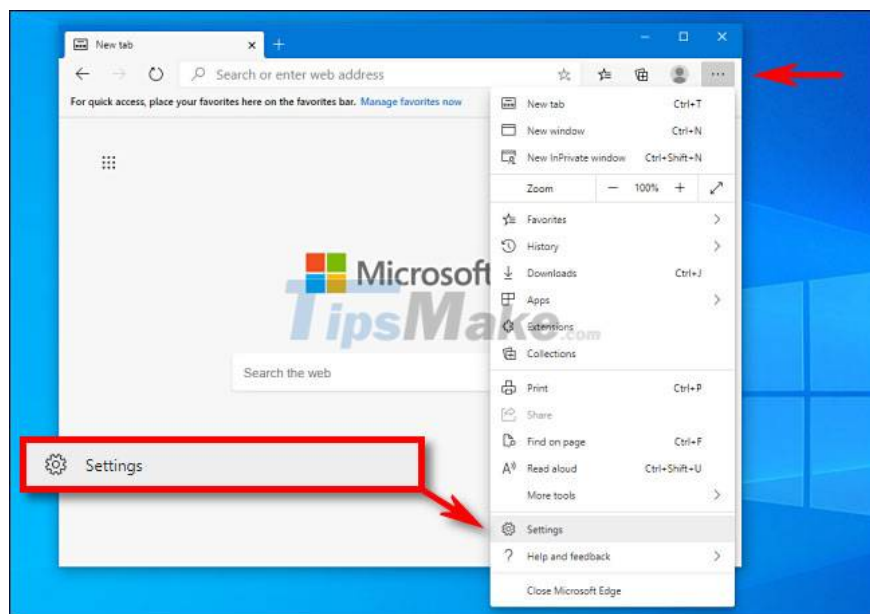 New tab
Search or enter web address
For quick access, place your favorites here on the favorites bar. Manage favorites now
New tab Ctrl+T
New window Ctrl+N
New InPrivate window Ctrl+Shift+N
Zoom 100%
Favorites
History
Microsoft
Downloads Ctrl+J
Apps
TipsMake.com
Extensions
Collections
Search the web
Print Ctrl+P
Share
Find on page Ctrl+F
Settings
Read aloud Ctrl+Shift+U
More tools
Settings
Help and feedback
Close Microsoft Edge